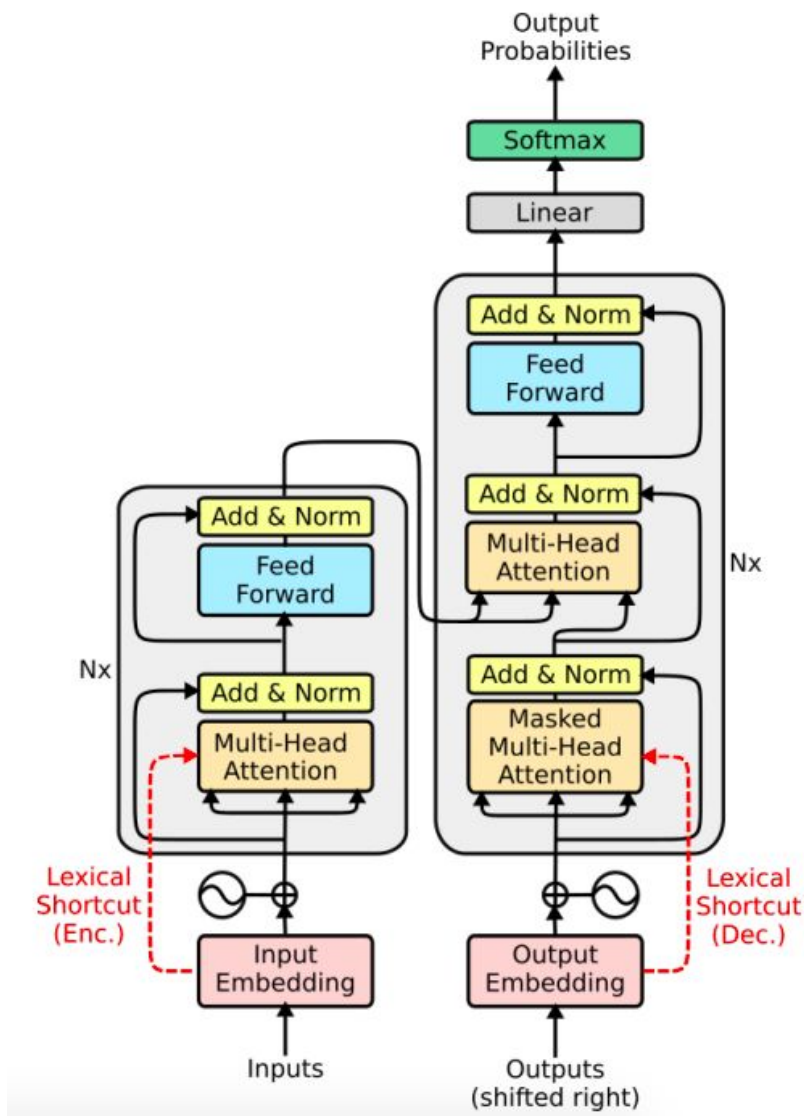 Output
Probabilities
Softmax
Linear
Add & Norm
Feed
Forward
Add & Norm
Multi-Head
Attention
Nx
Add & Norm
Masked
Multi-Head
Attention
Add & Norm
Feed
Forward
Nx
Add & Norm
Multi-Head
Attention
Lexical
Shortcut
(Enc.)
Lexical
Shortcut
(Dec.)
Input
Embedding
Output
Embedding
Inputs
Outputs
(shifted right)